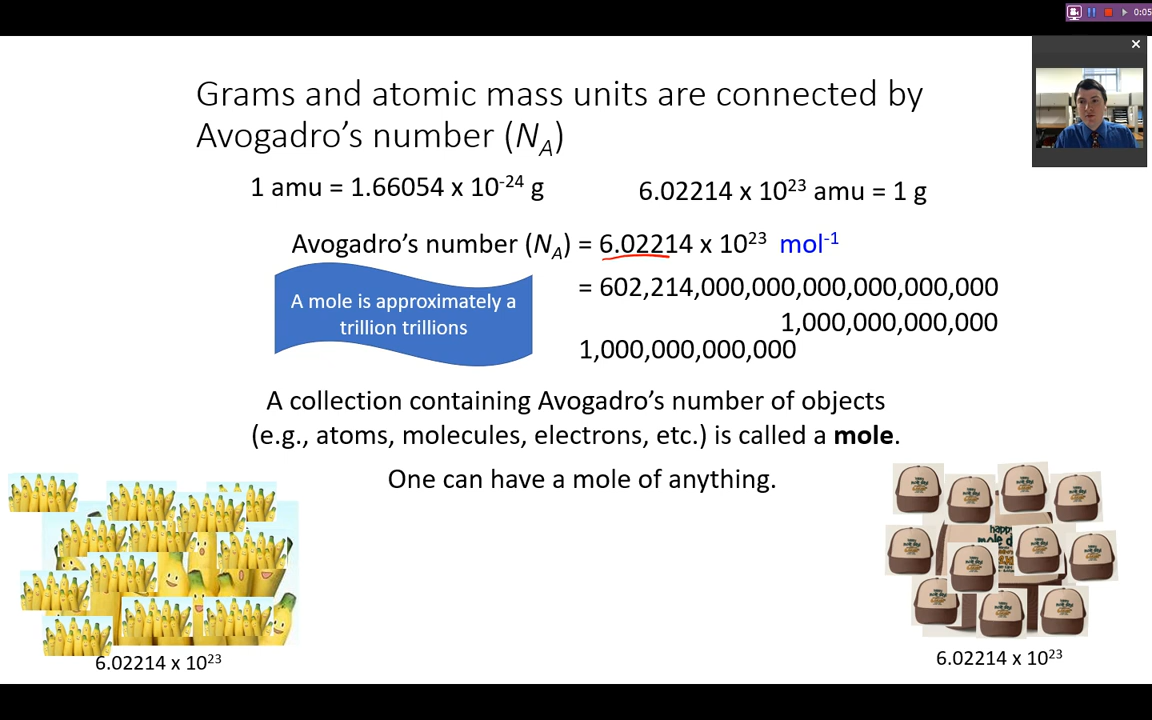 0:05
Grams and atomic mass units are connected by
Avogadro’s number (N_A)
1 amu = 1.66054 x 10⁻²⁴ g
6.02214 x 10²³ amu = 1 g
Avogadro’s number (N_A) = 6.02214 x 10²³ mol⁻¹
A mole is approximately a
trillion trillions
= 602,214,000,000,000,000,000,000
1,000,000,000,000
1,000,000,000,000
A collection containing Avogadro’s number of objects
(e.g., atoms, molecules, electrons, etc.) is called a mole.
One can have a mole of anything.
6.02214 x 10²³
6.02214 x 10²³